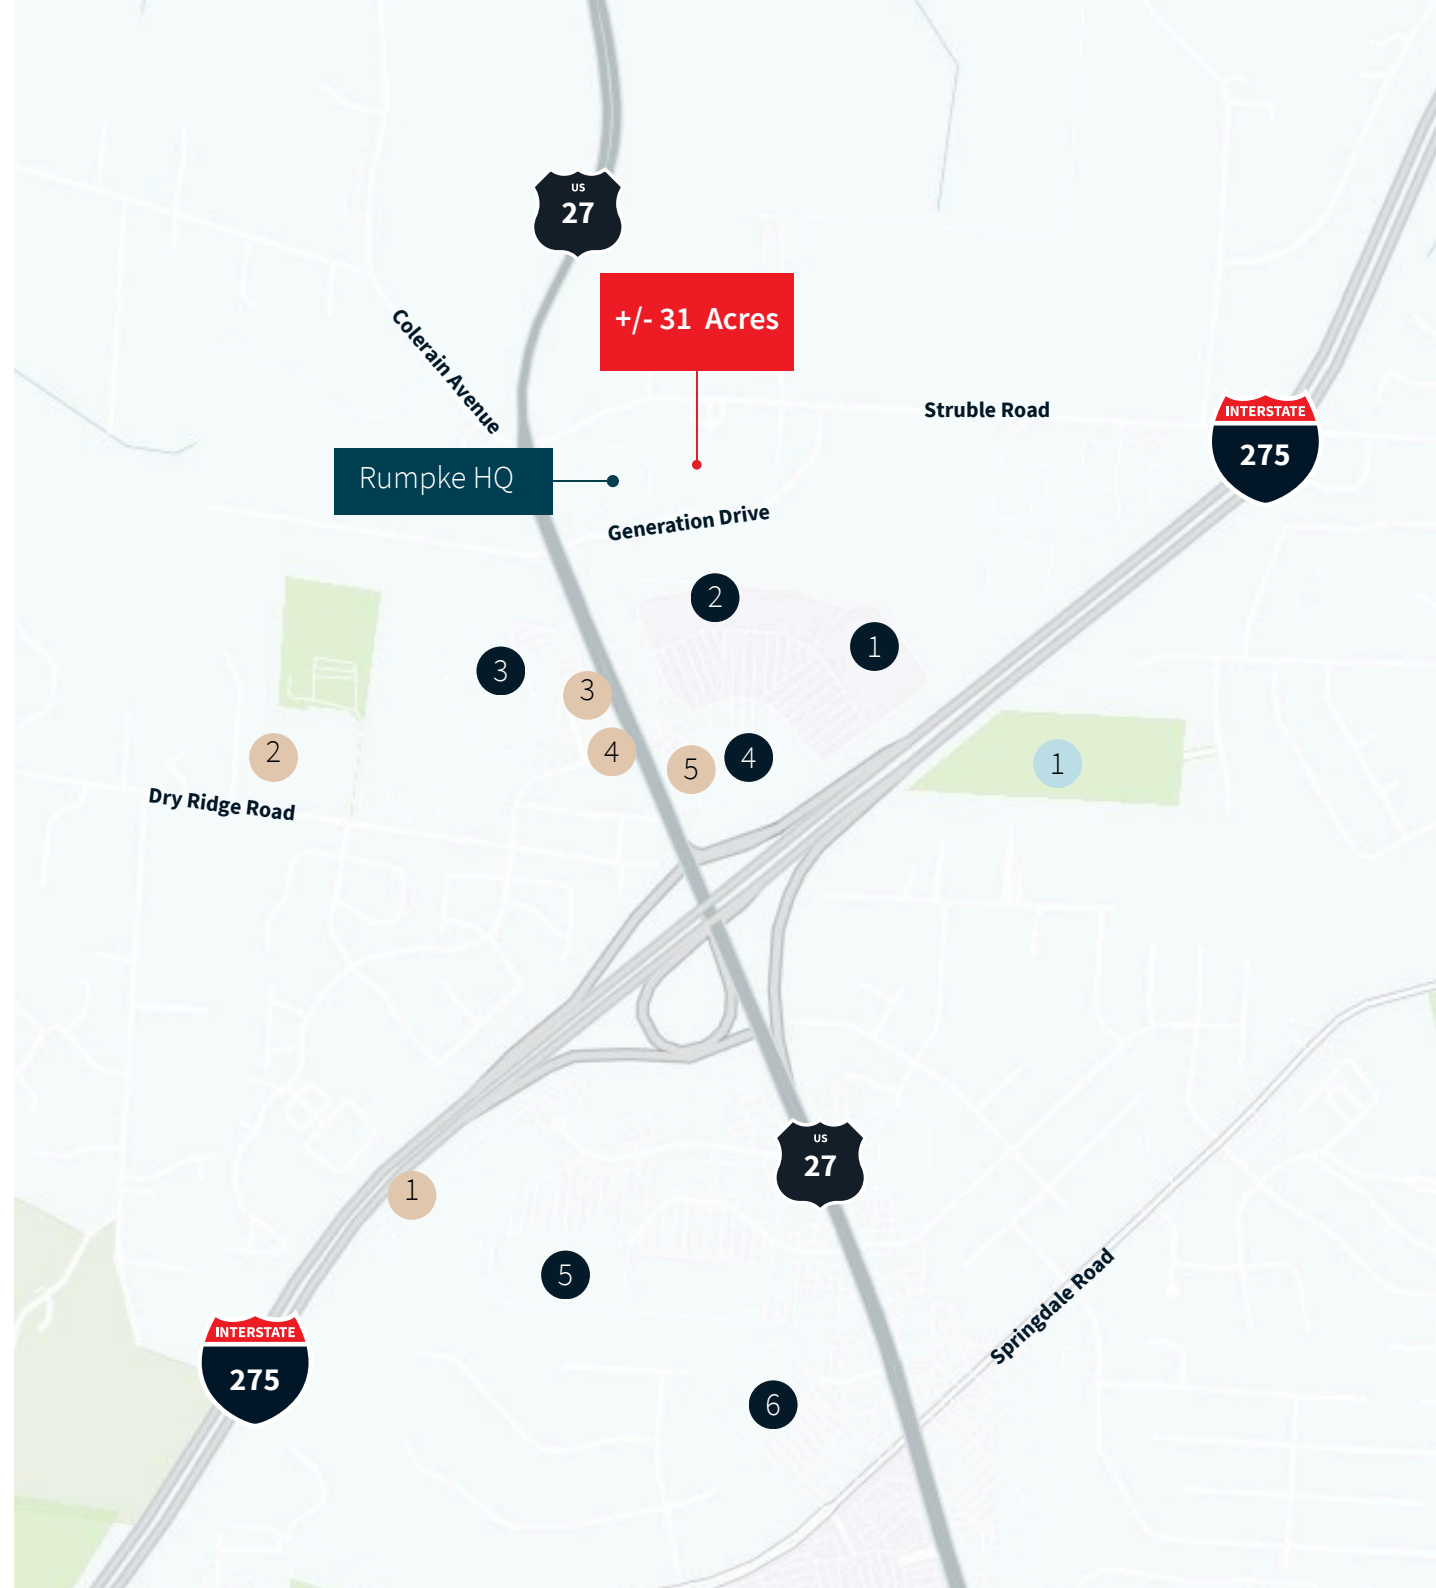 US
27
+/- 31 Acres
Colerain Avenue
Struble Road
INTERSTATE
275
Rumpke HQ
Generation Drive
2
1
3
3
2
4
5
4
1
Dry Ridge Road
US
27
1
5
Springdale Road
INTERSTATE
275
6